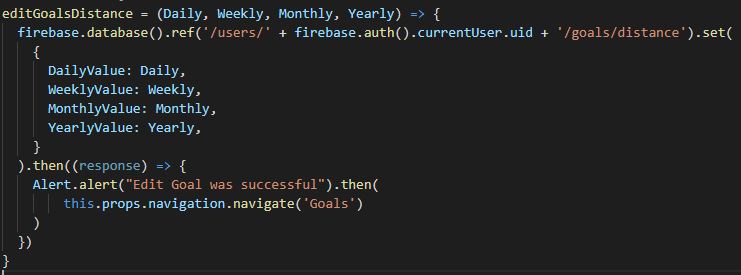 editGoalsDistance = (Daily, Weekly, Monthly, Yearly) => {
firebase.database().ref('/users/' + firebase.auth().currentUser.uid + '/goals/distance').set(
{
DailyValue: Daily,
WeeklyValue: Weekly,
MonthlyValue: Monthly,
YearlyValue: Yearly,
}
).then((response) => {
Alert.alert("Edit Goal was successful").then(
this.props.navigation.navigate('Goals')
)
})
}